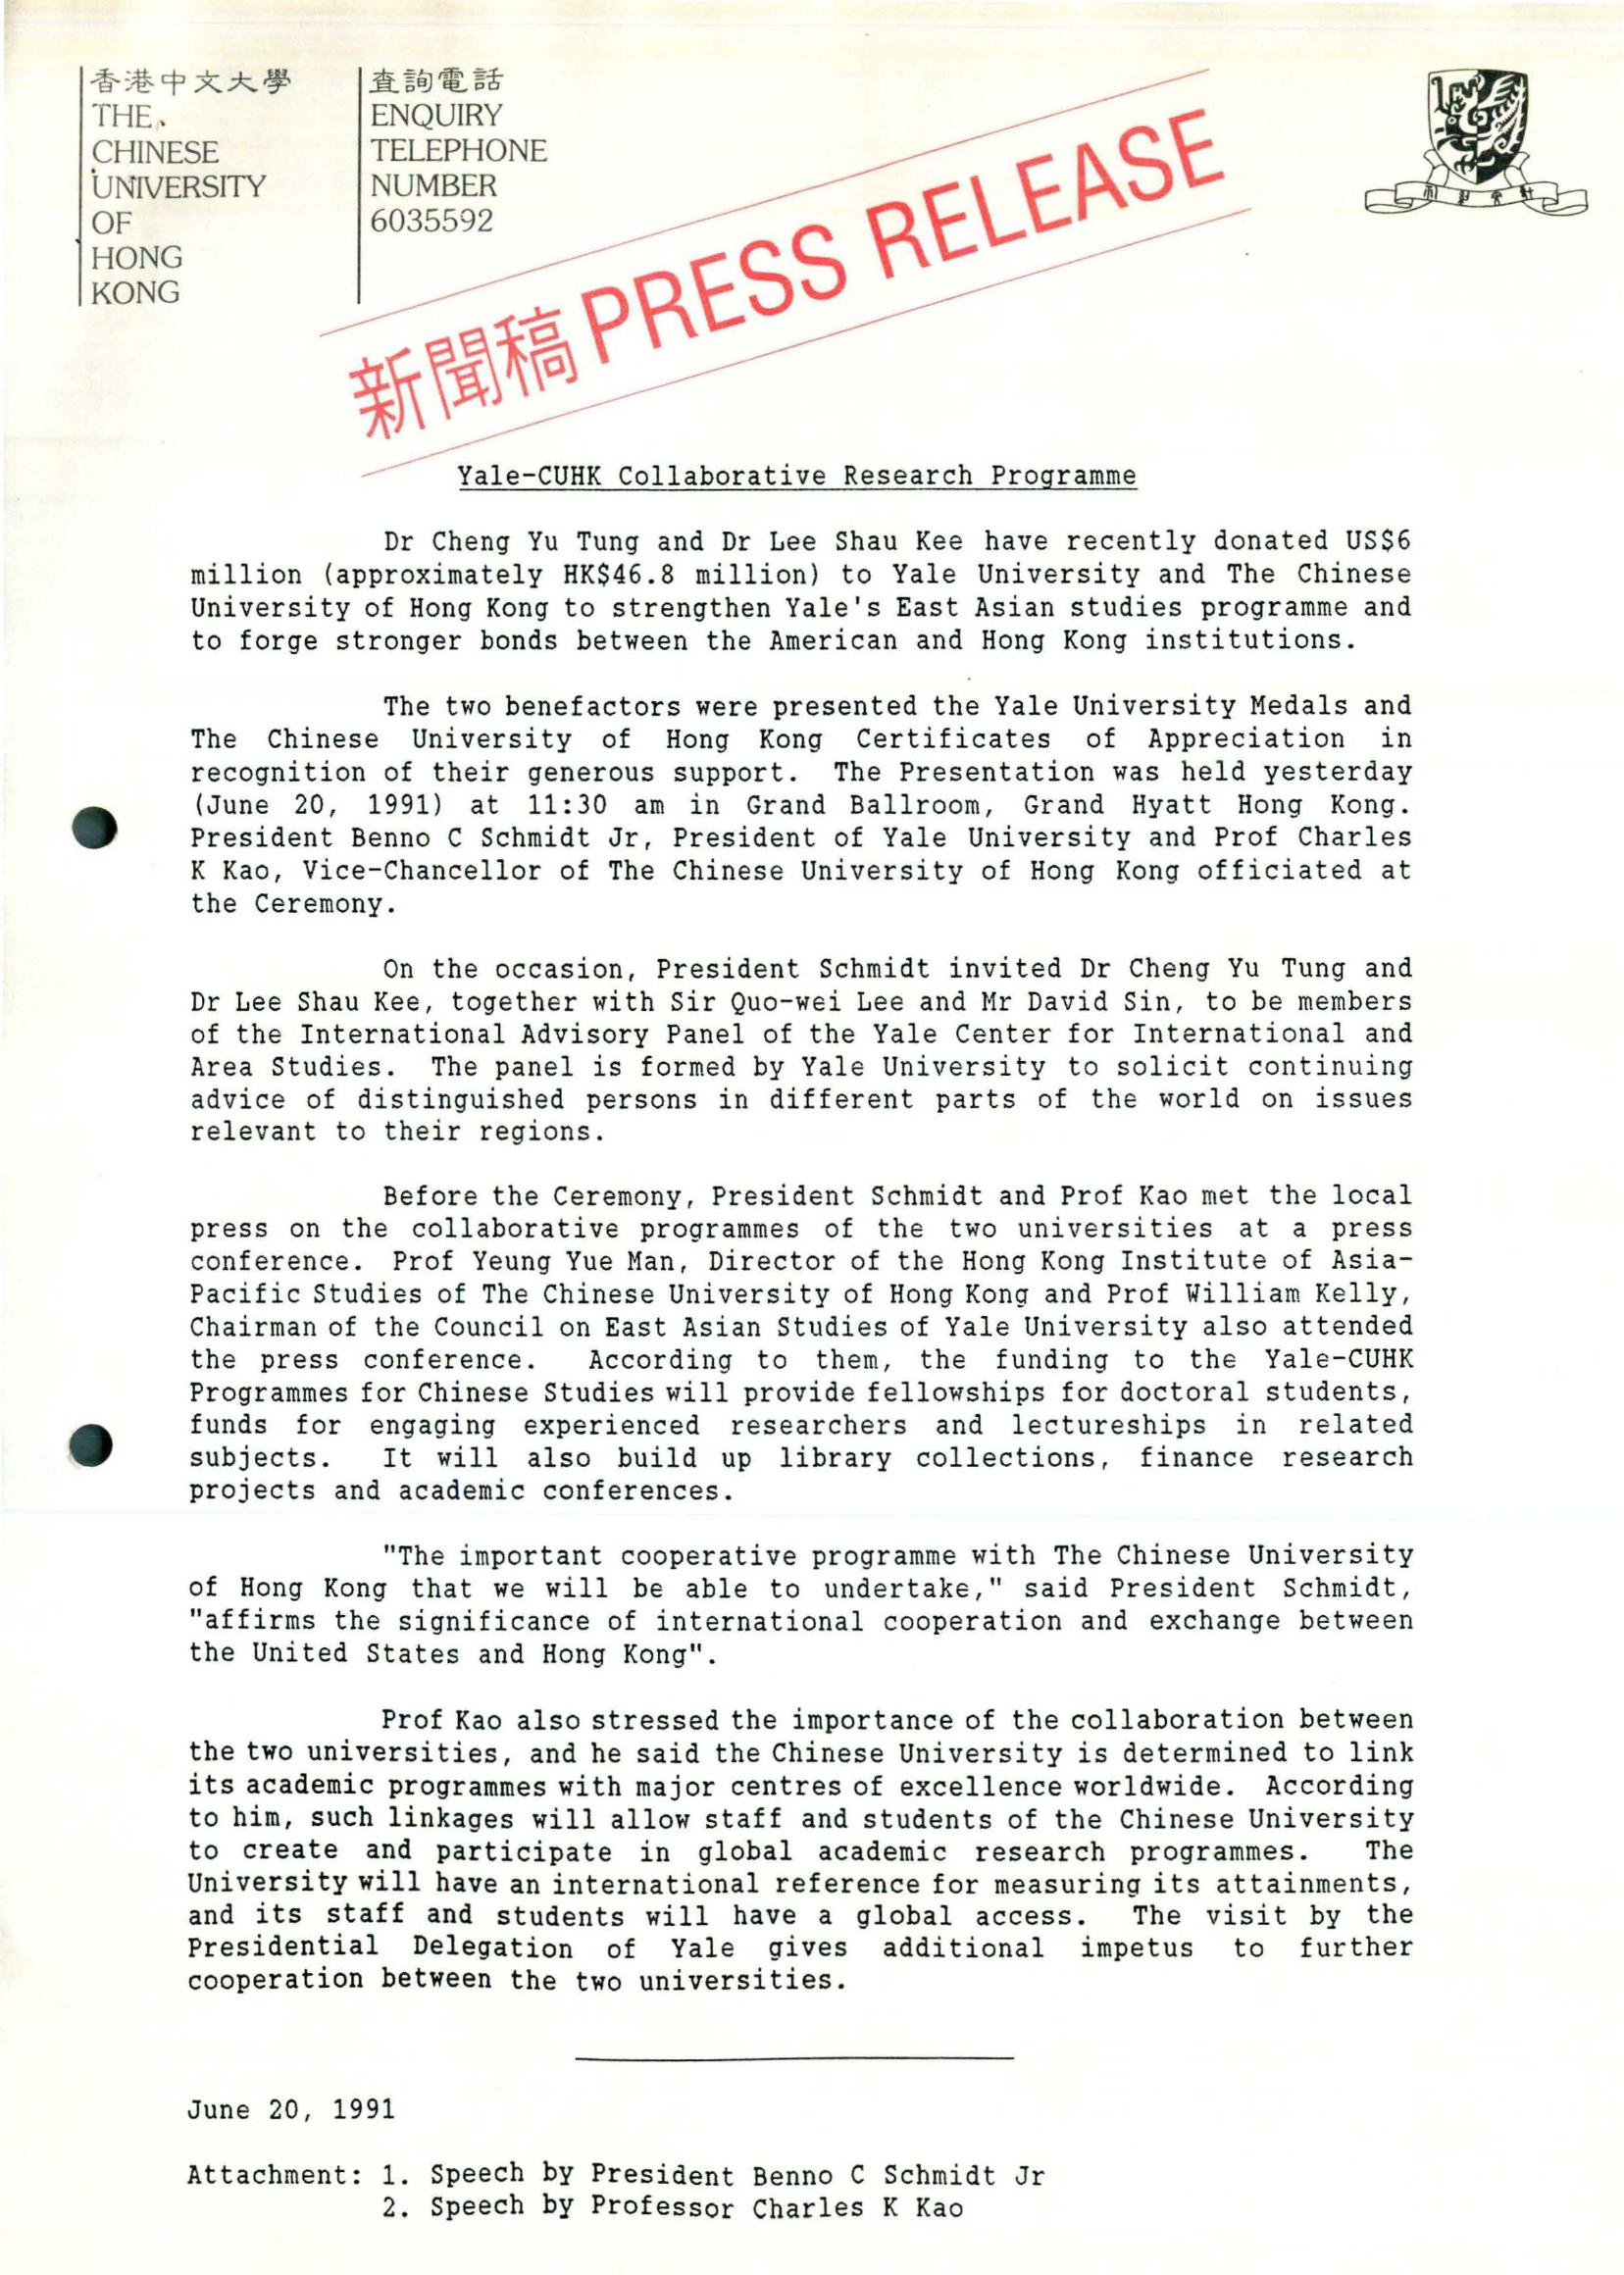 香港中文大學
THE
CHINESE
UNIVERSITY
OF
HONG
KONG
查詢電話
ENQUIRY
TELEPHONE
NUMBER
6035592
新聞稿 PRESS RELEASE
Yale-CUHK Collaborative Research Programme
Dr Cheng Yu Tung and Dr Lee Shau Kee have recently donated US$6
million (approximately HK$46.8 million) to Yale University and The Chinese
University of Hong Kong to strengthen Yale's East Asian studies programme and
to forge stronger bonds between the American and Hong Kong institutions.
The two benefactors were presented the Yale University Medals and
The Chinese University of Hong Kong Certificates of Appreciation in
recognition of their generous support. The Presentation was held yesterday
(June 20, 1991) at 11:30 am in Grand Ballroom, Grand Hyatt Hong Kong.
President Benno C Schmidt Jr, President of Yale University and Prof Charles
K Kao, Vice-Chancellor of The Chinese University of Hong Kong officiated at
the Ceremony.
On the occasion, President Schmidt invited Dr Cheng Yu Tung and
Dr Lee Shau Kee, together with Sir Quo-wei Lee and Mr David Sin, to be members
of the International Advisory Panel of the Yale Center for International and
Area Studies. The panel is formed by Yale University to solicit continuing
advice of distinguished persons in different parts of the world on issues
relevant to their regions.
Before the Ceremony, President Schmidt and Prof Kao met the local
press on the collaborative programmes of the two universities at a press
conference. Prof Yeung Yue Man, Director of the Hong Kong Institute of Asia-
Pacific Studies of The Chinese University of Hong Kong and Prof William Kelly,
Chairman of the Council on East Asian Studies of Yale University also attended
the press conference. According to them, the funding to the Yale-CUHK
Programmes for Chinese Studies will provide fellowships for doctoral students,
funds for engaging experienced researchers and lectureships in related
subjects. It will also build up library collections, finance research
projects and academic conferences.
"The important cooperative programme with The Chinese University
of Hong Kong that we will be able to undertake," said President Schmidt,
"affirms the significance of international cooperation and exchange between
the United States and Hong Kong".
Prof Kao also stressed the importance of the collaboration between
the two universities, and he said the Chinese University is determined to link
its academic programmes with major centres of excellence worldwide. According
to him, such linkages will allow staff and students of the Chinese University
to create and participate in global academic research programmes. The
University will have an international reference for measuring its attainments,
and its staff and students will have a global access. The visit by the
Presidential Delegation of Yale gives additional impetus to further
cooperation between the two universities.
June 20, 1991
Attachment: 1. Speech by President Benno C Schmidt Jr
2. Speech by Professor Charles K Kao